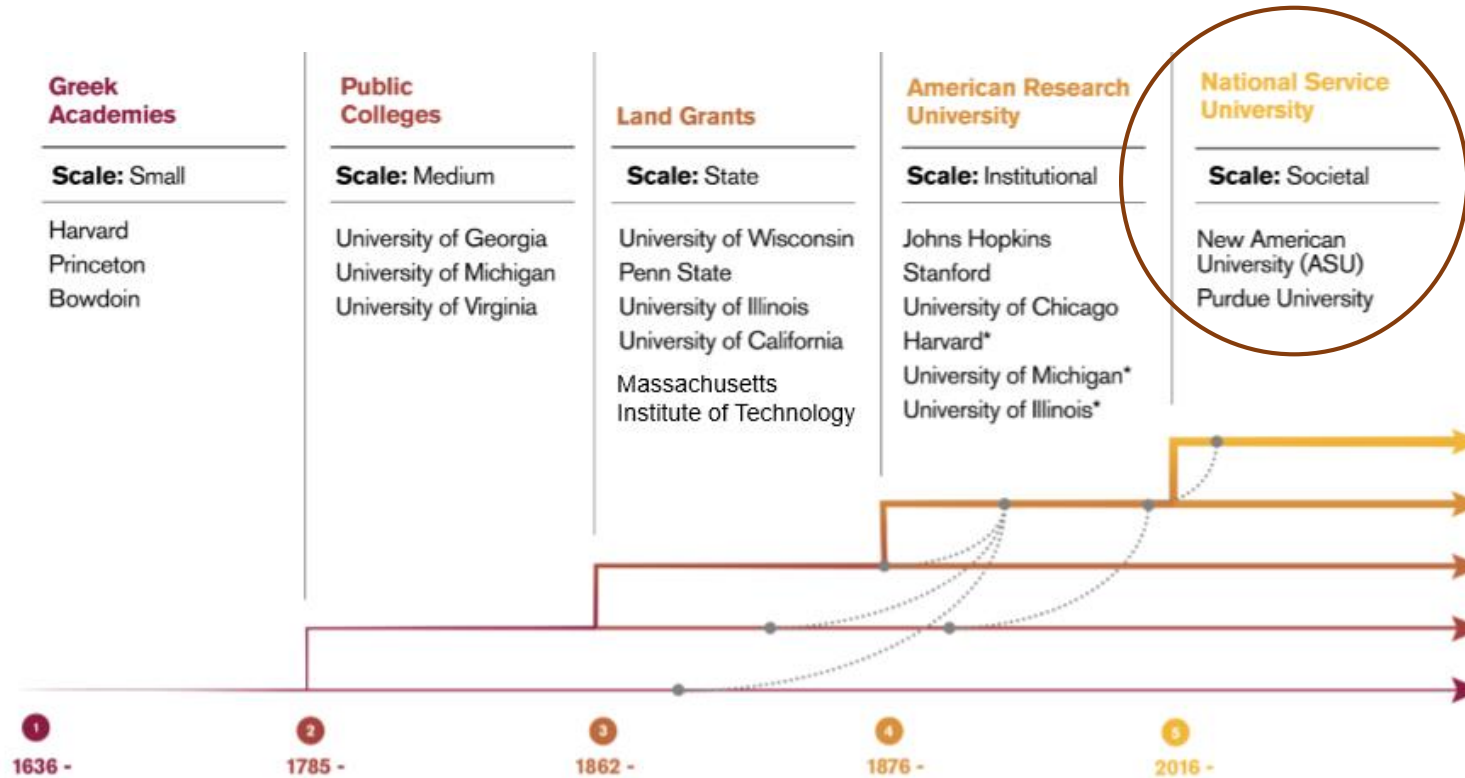 Greek
Academies
Scale: Small
Harvard
Princeton
Bowdoin
Public
Colleges
Scale: Medium
University of Georgia
University of Michigan
University of Virginia
Land Grants
Scale: State
University of Wisconsin
Penn State
University of Illinois
University of California
Massachusetts
Institute of Technology
American Research
University
Scale: Institutional
Johns Hopkins
Stanford
University of Chicago
Harvard*
University of Michigan*
University of Illinois*
National Service
University
Scale: Societal
New American
University (ASU)
Purdue University
1
1636 -
2
1785 -
3
1862 -
4
1876 -
5
2016 -